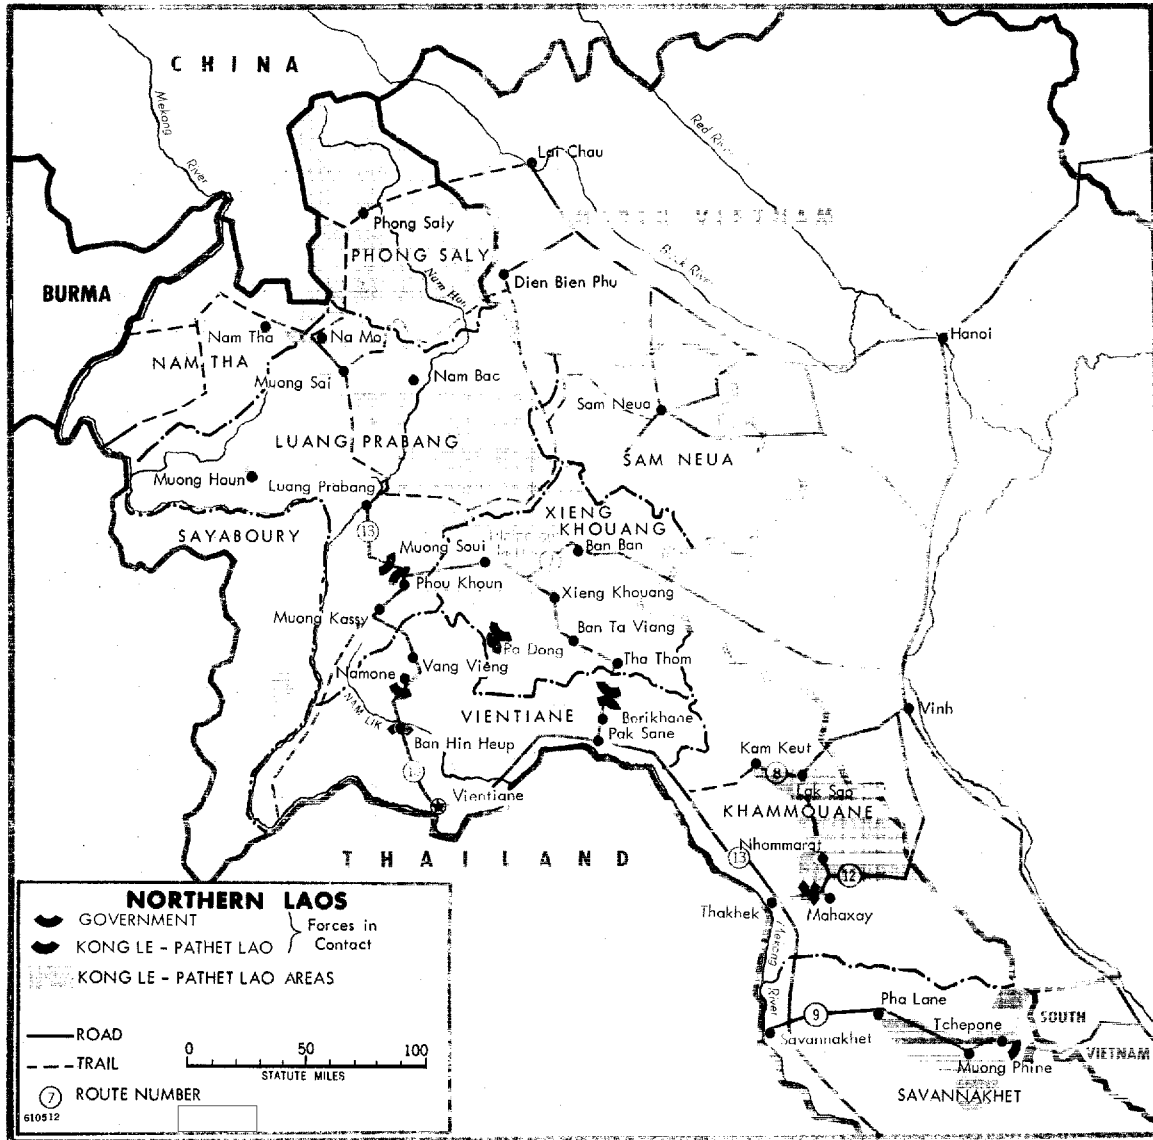 CHINA
Mekong
River
Red River
Lai Chau
Phong Saly
NORTH VIETNAM
PHONG SALY
Black River
Nam Hou
Dien Bien Phu
BURMA
Nam Tha
Na Mo
Hanoi
NAM THA
Muong Sai
Nam Bac
Sam Neua
LUANG PRABANG
SAM NEUA
Muong Houn
Luang Prabang
XIENG
KHOUANG
SAYABOURY
13
Muong Soui
Ban Ban
Phou Khoun
Xieng Khouang
Muong Kassy
Ban Ta Viang
Pa Dong
Tha Thom
Vang Vieng
Namone
NAM LIK
VIENTIANE
Borikhane
Vinh
Ban Hin Heup
Pak Sane
Kam Keut
8
13
Lak Sao
Vientiane
KHAMMOUANE
THAILAND
13
Nhommarat
12
Thakhek
Mahaxay
Mekong
River
Pha Lane
9
Tchepone
SOUTH
Savannakhet
VIETNAM
Muong Phine
SAVANNAKHET
NORTHERN LAOS
GOVERNMENT
KONG LE - PATHET LAO
Forces in
Contact
KONG LE - PATHET LAO AREAS
ROAD
TRAIL
0 50 100
STATUTE MILES
7 ROUTE NUMBER
610512